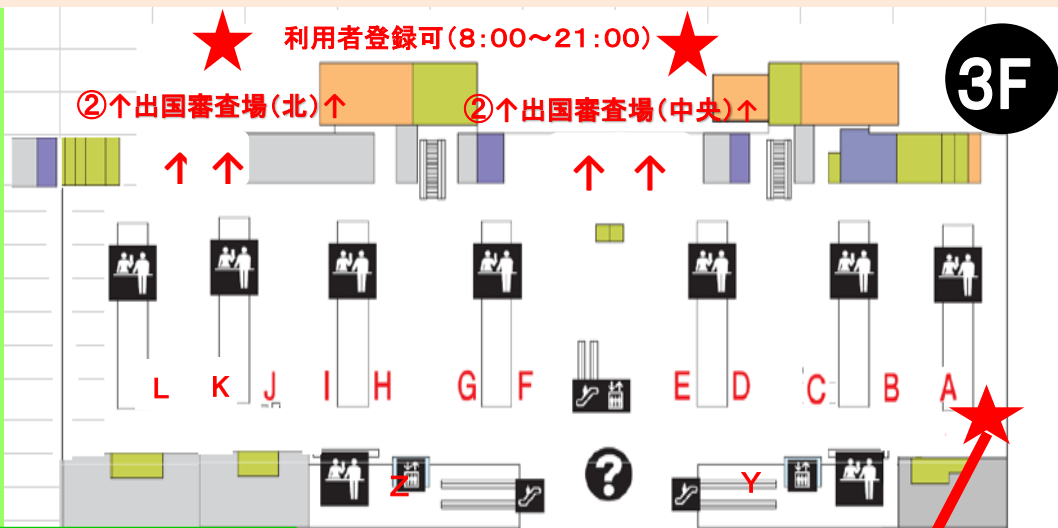 利用者登録可(8:00～21:00)
3F
②↑出国審査場(北)↑
②↑出国審査場(中央)↑
↑ ↑
↑ ↑
L K J I H G F E D C B A
?
Z
Y